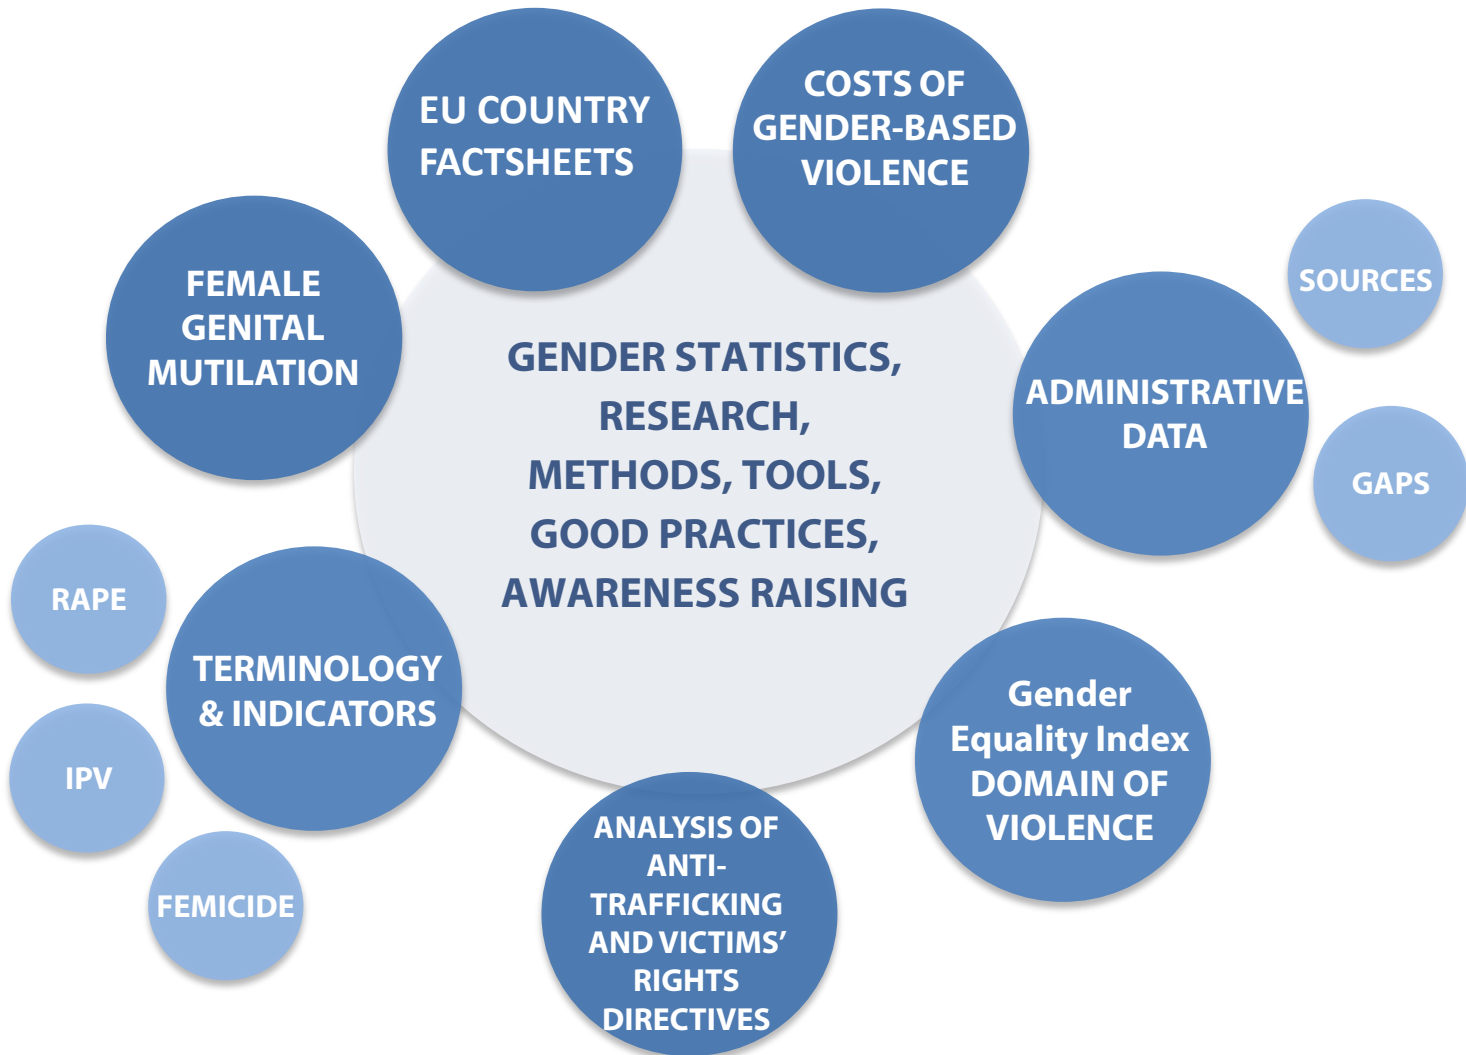 EU COUNTRY
FACTSHEETS
COSTS OF
GENDER-BASED
VIOLENCE
FEMALE
GENITAL
MUTILATION
SOURCES
ADMINISTRATIVE
DATA
GAPS
GENDER STATISTICS,
RESEARCH,
METHODS, TOOLS,
GOOD PRACTICES,
AWARENESS RAISING
RAPE
TERMINOLOGY
& INDICATORS
IPV
FEMICIDE
Gender
Equality Index
DOMAIN OF
VIOLENCE
ANALYSIS OF
ANTI-
TRAFFICKING
AND VICTIMS’
RIGHTS
DIRECTIVES